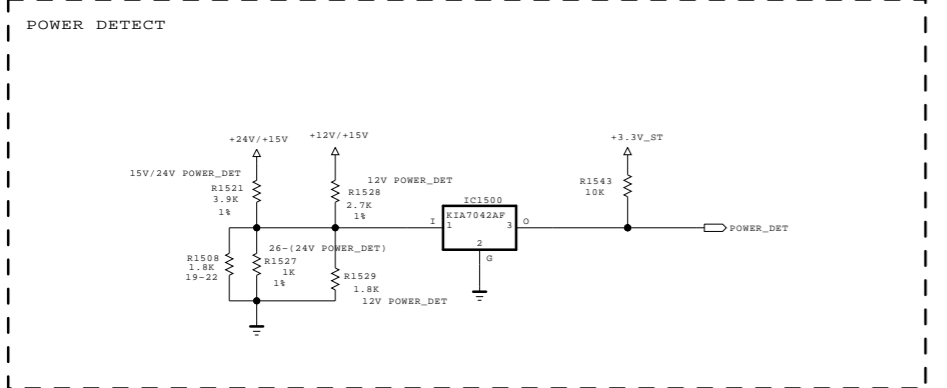 POWER DETECT
+24V/+15V
+12V/+15V
+3.3V_ST
15V/24V POWER_DET
R1521
3.9K
1%
12V POWER_DET
R1528
2.7K
1%
R1543
10K
IC1500
KIA7042AF
I
1
3
O
2
G
POWER_DET
R1508
1.8K
19-22
26-(24V POWER_DET)
R1527
1K
1%
R1529
1.8K
12V POWER_DET